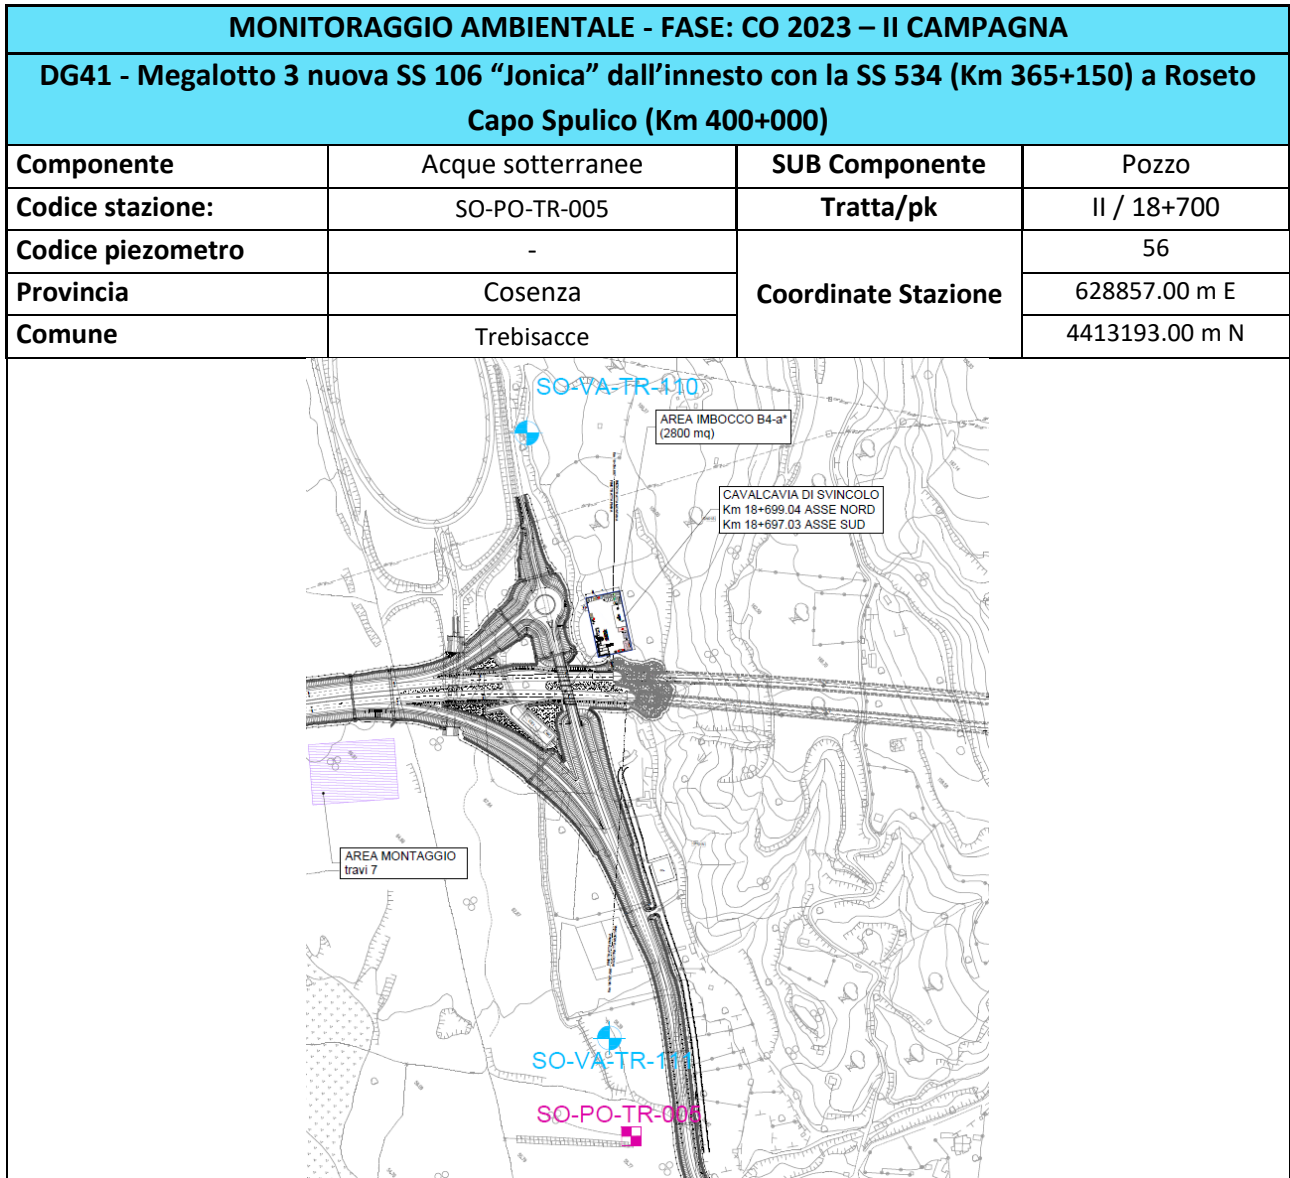 MONITORAGGIO AMBIENTALE - FASE: CO 2023 – II CAMPAGNA
DG41 - Megalotto 3 nuova SS 106 “Jonica” dall’innesto con la SS 534 (Km 365+150) a Roseto
Capo Spulico (Km 400+000)
Componente Acque sotterranee SUB Componente Pozzo
Codice stazione: SO-PO-TR-005 Tratta/pk II / 18+700
Codice piezometro - Coordinate Stazione 56
Provincia Cosenza 628857.00 m E
Comune Trebisacce 4413193.00 m N
SO-VA-TR-110
AREA IMBOCCO B4-a*
(2800 mq)
CAVALCAVIA DI SVINCOLO
Km 18+699.04 ASSE NORD
Km 18+697.03 ASSE SUD
AREA MONTAGGIO
travi 7
SO-VA-TR-111
SO-PO-TR-005